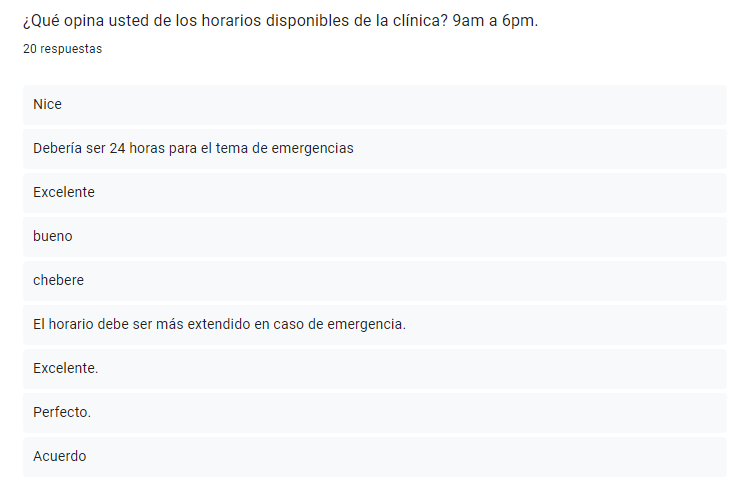 ¿Qué opina usted de los horarios disponibles de la clínica? 9am a 6pm.
20 respuestas
Nice
Debería ser 24 horas para el tema de emergencias
Excelente
bueno
chebere
El horario debe ser más extendido en caso de emergencia.
Excelente.
Perfecto.
Acuerdo